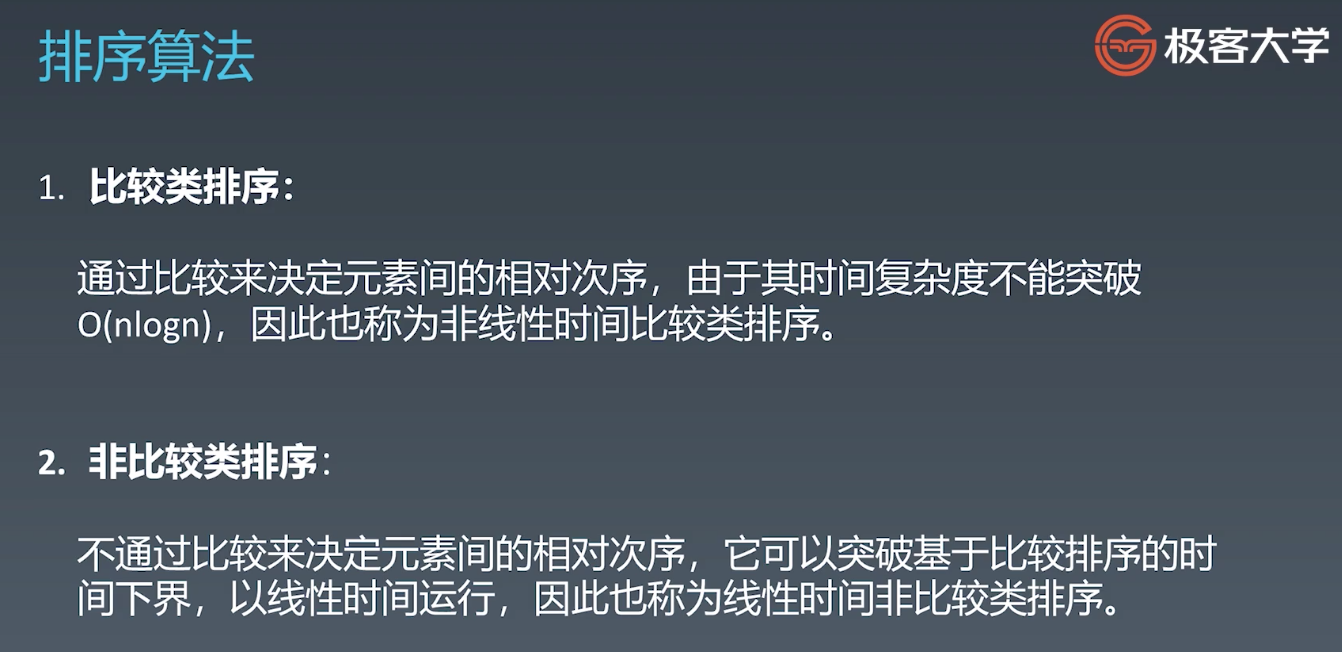 排序算法
极客大学
1. 比较类排序：
通过比较来决定元素间的相对次序，由于其时间复杂度不能突破
O(nlogn)，因此也称为非线性时间比较类排序。
2. 非比较类排序：
不通过比较来决定元素间的相对次序，它可以突破基于比较排序的时
间下界，以线性时间运行，因此也称为线性时间非比较类排序。